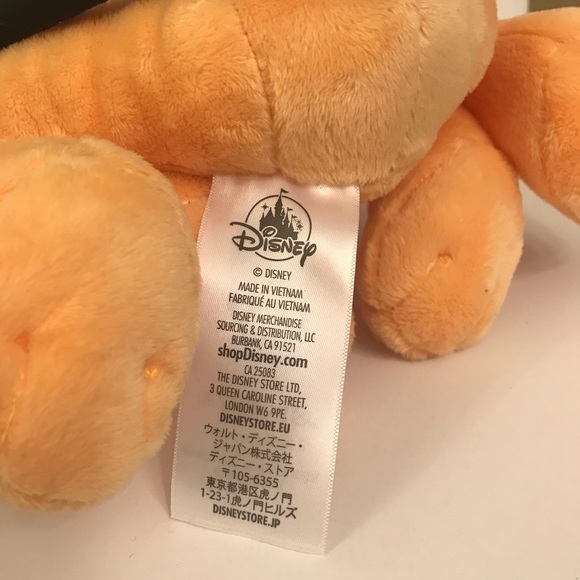 Disney
© DISNEY
MADE IN VIETNAM
FABRIQUÉ AU VIETNAM
DISNEY MERCHANDISE
SOURCING & DISTRIBUTION, LLC
BURBANK, CA 91521
shopDisney.com
CA 25083
THE DISNEY STORE LTD,
3 QUEEN CAROLINE STREET,
LONDON W6 9PE.
DISNEYSTORE.EU
ウォルト・ディズニー・
ジャパン株式会社
ディズニー・ストア
〒105-6355
東京都港区虎ノ門
1-23-1虎ノ門ヒルズ
DISNEYSTORE.JP